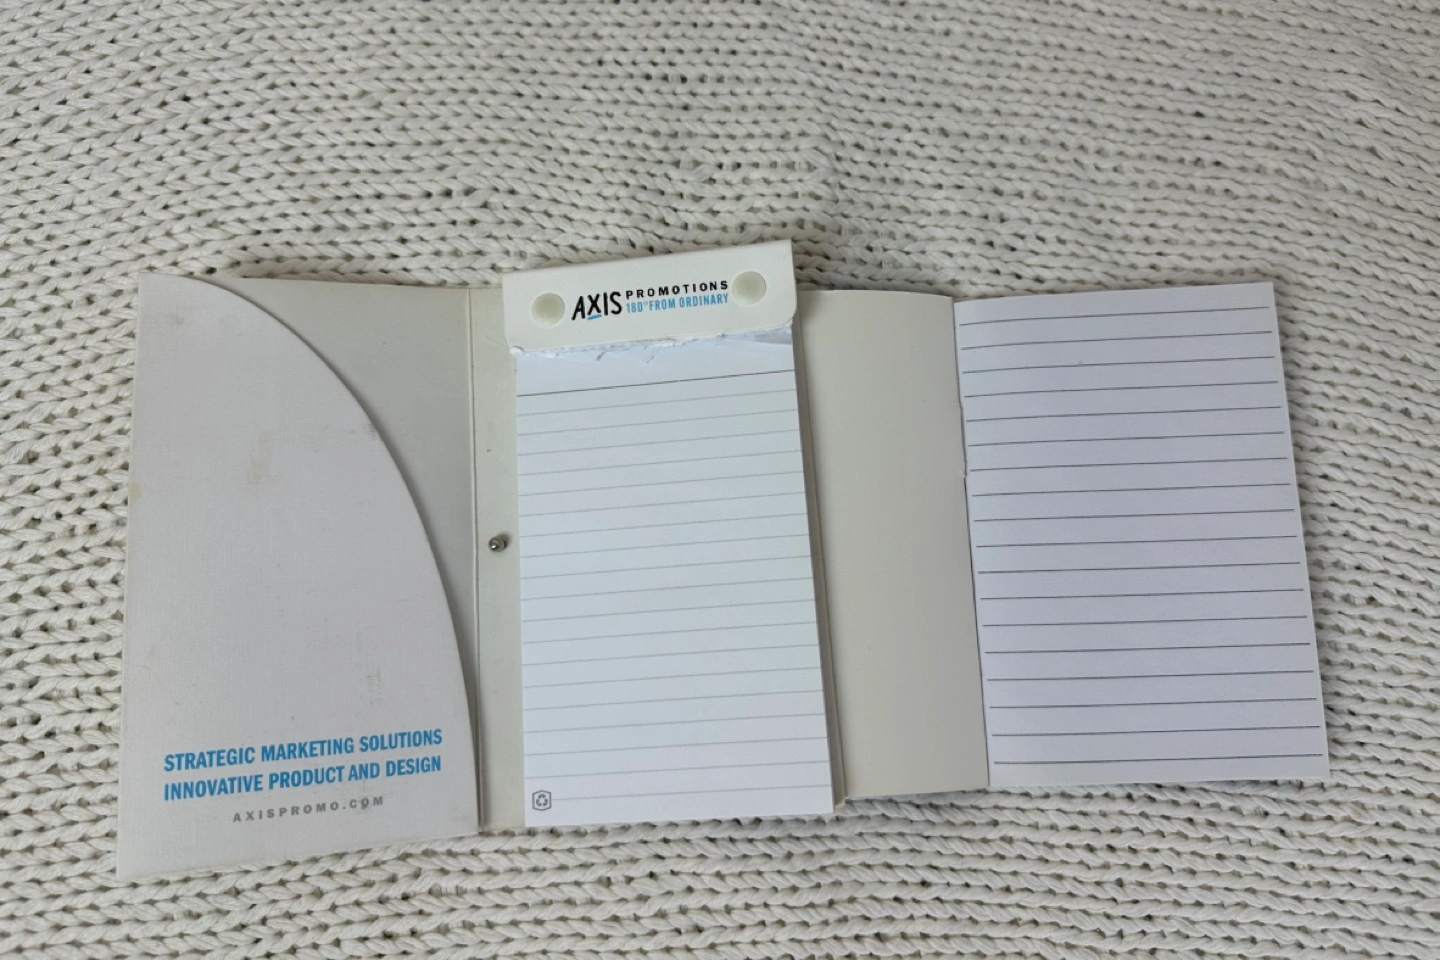 AXIS PROMOTIONS
180° FROM ORDINARY
STRATEGIC MARKETING SOLUTIONS
INNOVATIVE PRODUCT AND DESIGN
AXISPROMO.COM